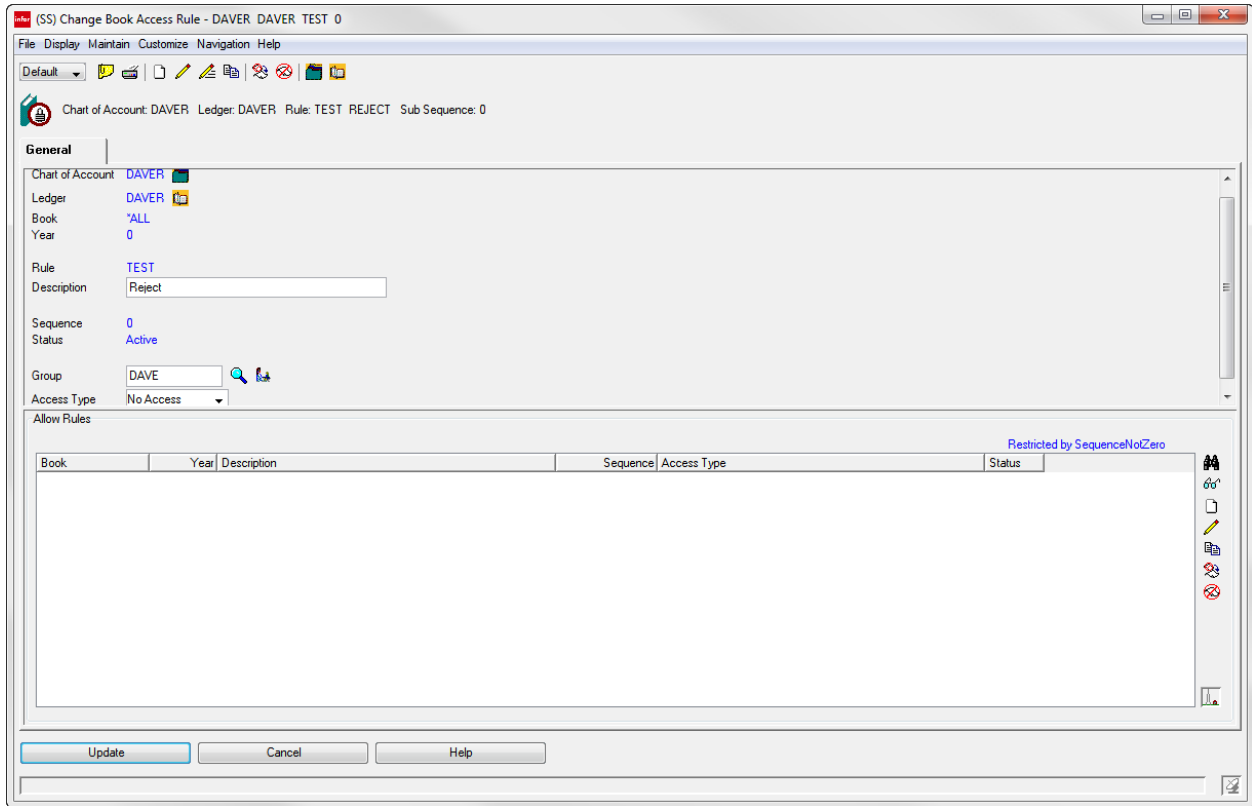 infor (SS) Change Book Access Rule - DAVER DAVER TEST 0
File Display Maintain Customize Navigation Help
Default
Chart of Account: DAVER Ledger: DAVER Rule: TEST REJECT Sub Sequence: 0
General
Chart of Account DAVER
Ledger DAVER
Book *ALL
Year 0
Rule TEST
Description Reject
Sequence 0
Status Active
Group DAVE
Access Type No Access
Allow Rules
Restricted by SequenceNotZero
Book Year Description Sequence Access Type Status
Update Cancel Help